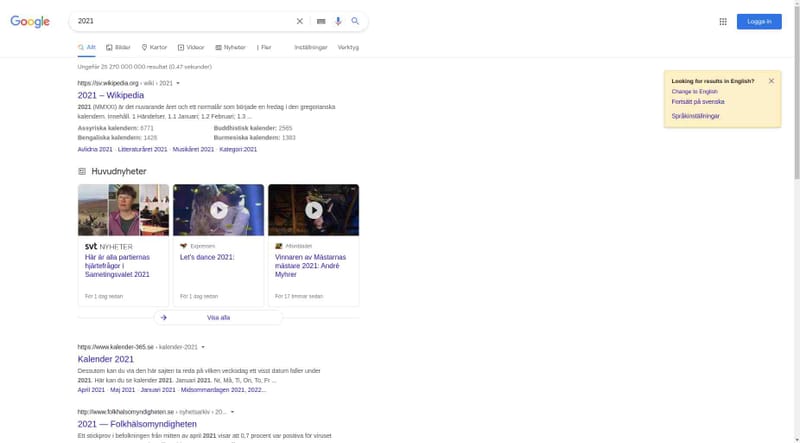 Google
2021
Logga in
Allt
Bilder
Kartor
Videor
Nyheter
Fler
Inställningar
Verktyg
Ungefär 25 270 000 000 resultat (0,47 sekunder)
Looking for results in English?
Change to English
Fortsätt på svenska
Språkinställningar
https://sv.wikipedia.org › wiki › 2021
2021 – Wikipedia
2021 (MMXXI) är det nuvarande året och ett normalår som började en fredag i den gregorianska
kalendern. Innehåll. 1 Händelser. 1.1 Januari; 1.2 Februari; 1.3 ...
Assyriska kalendern: 6771
Buddhistisk kalender: 2565
Bengaliska kalendern: 1428
Burmesiska kalendern: 1383
Avlidna 2021 · Litteraturåret 2021 · Musikåret 2021 · Kategori:2021
Huvudnyheter
svt NYHETER
Här är alla partiernas
hjärtefrågor i
Sametingsvalet 2021
För 1 dag sedan
Expressen
Let's dance 2021:
För 1 dag sedan
Aftonbladet
Vinnaren av Mästarnas
mästare 2021: André
Myhrer
För 17 timmar sedan
Visa alla
https://www.kalender-365.se › kalender-2021
Kalender 2021
Dessutom kan du via den här sajten ta reda på vilken veckodag ett visst datum faller under
2021. Här kan du se kalender 2021. Januari 2021. Nr, Må, Ti, On, To, Fr ...
April 2021 · Maj 2021 · Januari 2021 · Midsommardagen 2021, 2022...
http://www.folkhalsomyndigheten.se › nyhetsarkiv › 20...
2021 — Folkhälsomyndigheten
Ett stickprov i befolkningen från mitten av april 2021 visar att 0,7 procent var positiva för viruset